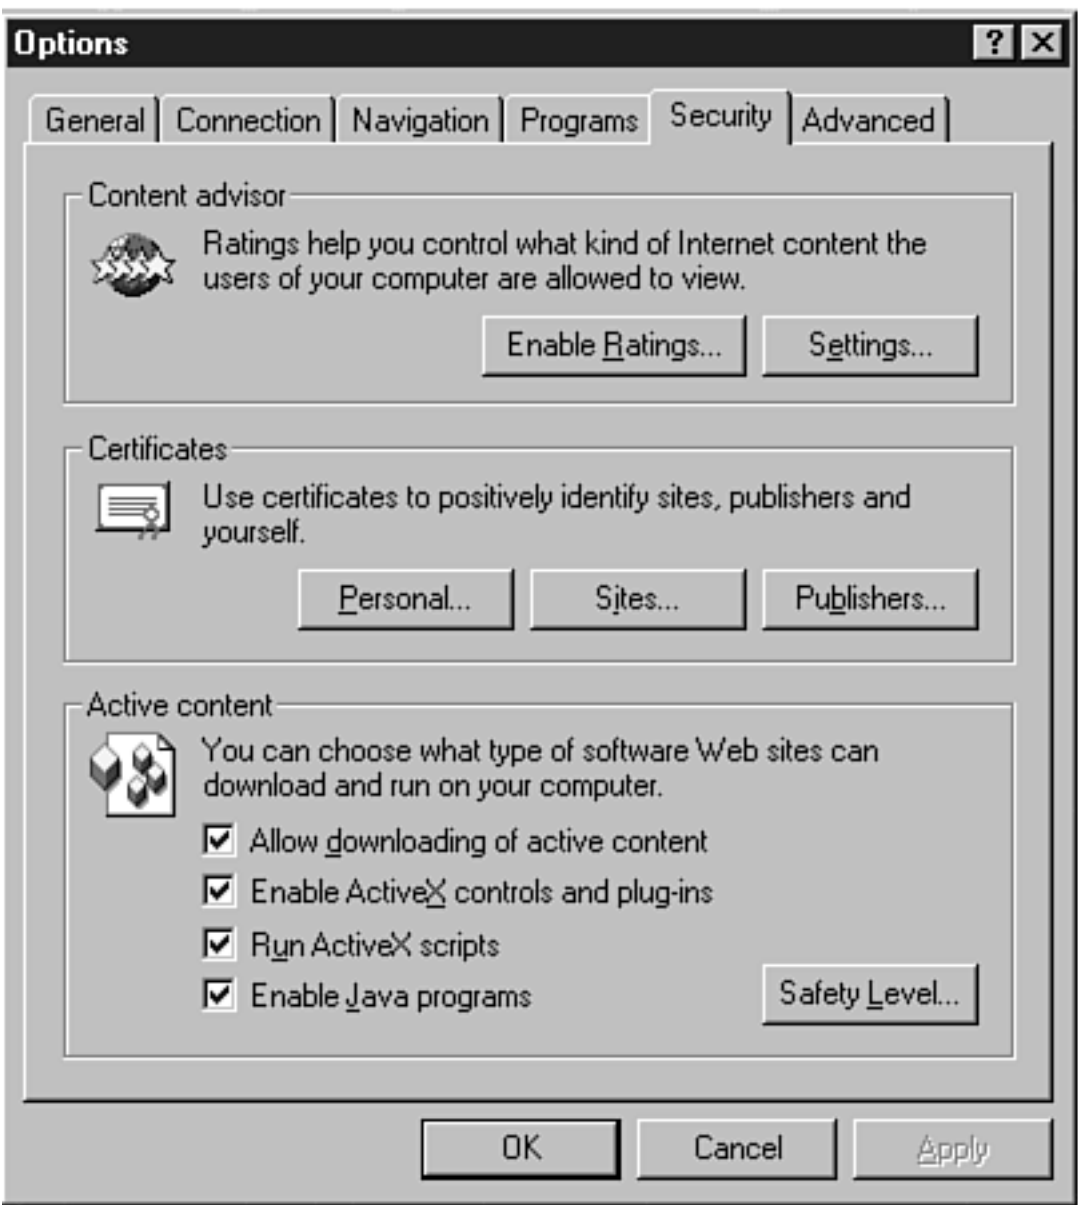 Options
?
General Connection Navigation Programs Security Advanced
Content advisor
Ratings help you control what kind of Internet content the
users of your computer are allowed to view.
Enable Ratings... Settings...
Certificates
Use certificates to positively identify sites, publishers and
yourself.
Personal... Sites... Publishers...
Active content
You can choose what type of software Web sites can
download and run on your computer.
Allow downloading of active content
Enable ActiveX controls and plug-ins
Run ActiveX scripts
Enable Java programs
Safety Level...
OK Cancel Apply